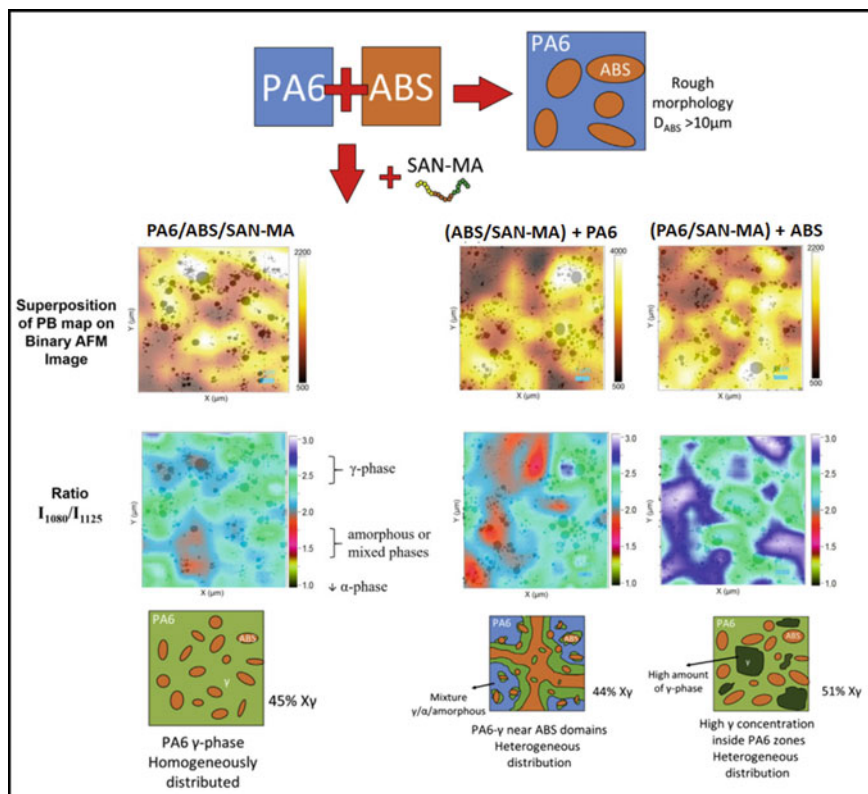 PA6
ABS
PA6
ABS
Rough
morphology
D_ABS >10μm
SAN-MA
PA6/ABS/SAN-MA
(ABS/SAN-MA) + PA6
(PA6/SAN-MA) + ABS
Superposition
of PB map on
Binary AFM
Image
Y (μm)
X (μm)
2200
500
Y (μm)
X (μm)
4000
500
Y (μm)
X (μm)
2200
500
Ratio
I1080/I1125
Y (μm)
X (μm)
3.0
2.5
2.0
1.5
1.0
γ-phase
amorphous or
mixed phases
↓ α-phase
Y (μm)
X (μm)
3.0
2.5
2.0
1.5
1.0
Y (μm)
X (μm)
3.0
2.5
2.0
1.5
1.0
PA6
ABS
γ
45% Xγ
PA6 γ-phase
Homogeneously
distributed
PA6
ABS
Mixture
γ/α/amorphous
44% Xγ
PA6-γ near ABS domains
Heterogeneous
distribution
PA6
ABS
γ
High amount
of γ-phase
51% Xγ
High γ concentration
inside PA6 zones
Heterogeneous
distribution